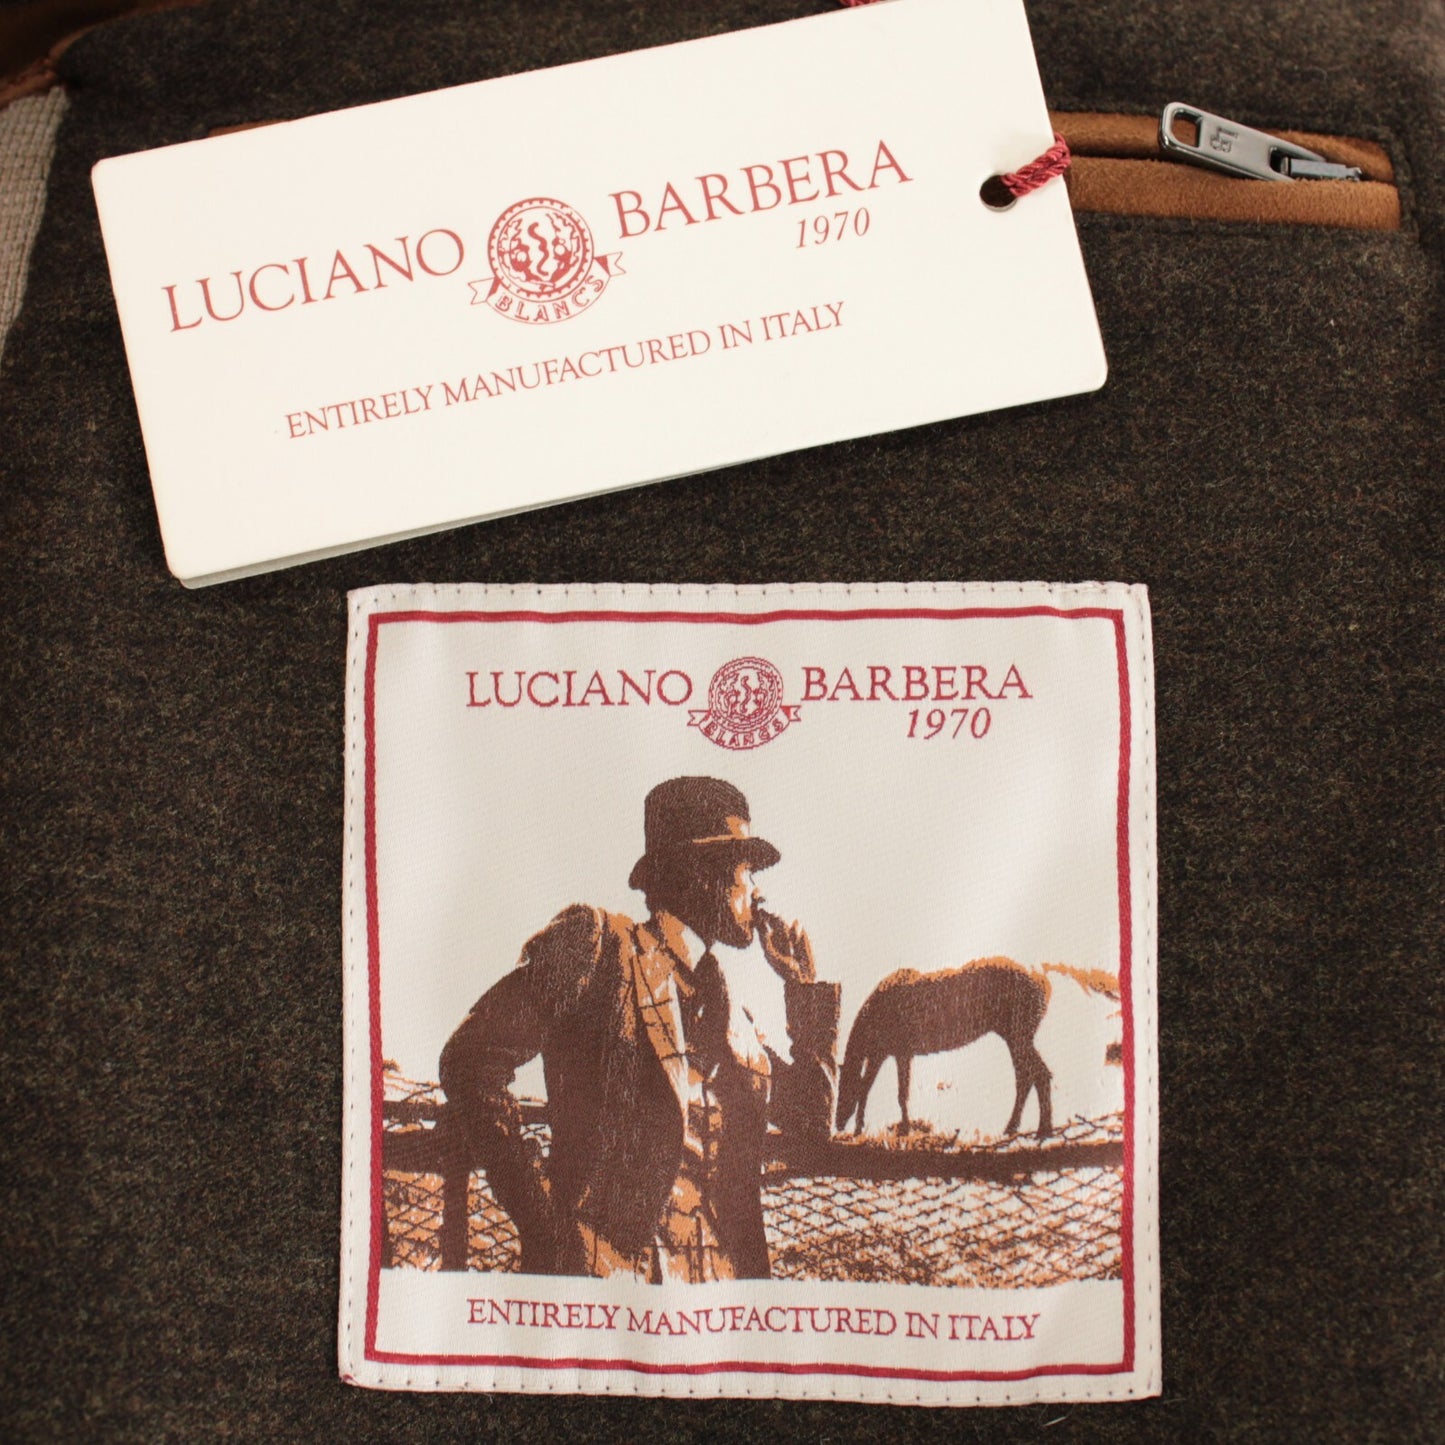 LUCIANO BLANCS BARBERA
1970
ENTIRELY MANUFACTURED IN ITALY
LUCIANO BLANCS BARBERA
1970
ENTIRELY MANUFACTURED IN ITALY